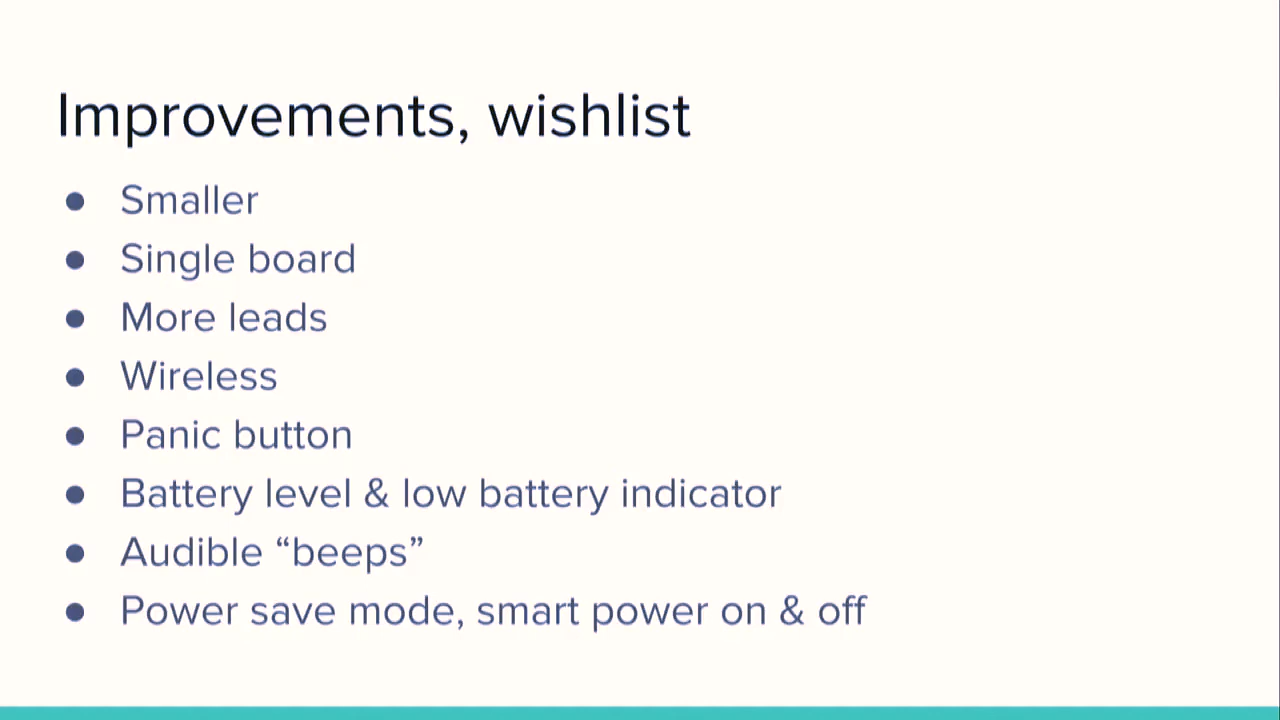 Improvements, wishlist
● Smaller
● Single board
● More leads
● Wireless
● Panic button
● Battery level & low battery indicator
● Audible “beeps”
● Power save mode, smart power on & off